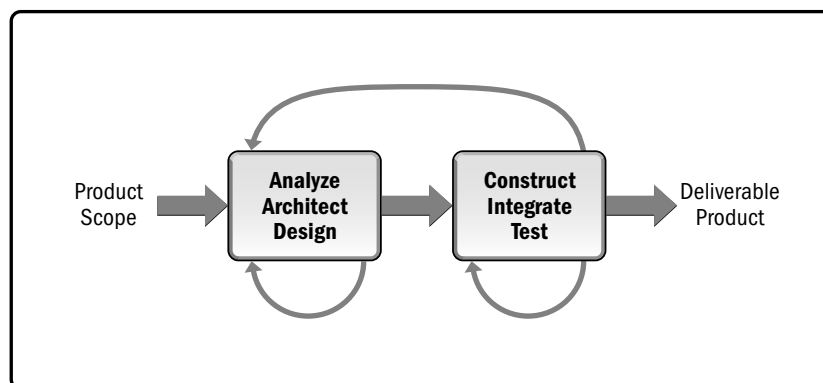 Product
Scope
Analyze
Architect
Design
Construct
Integrate
Test
Deliverable
Product